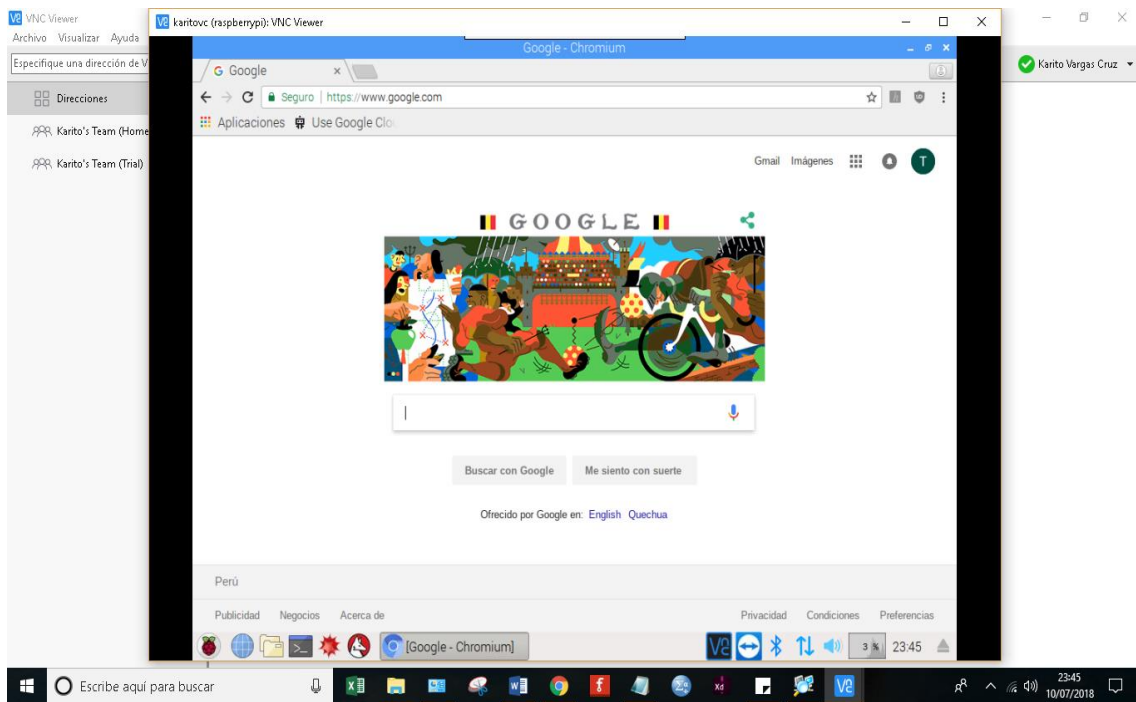 VNC Viewer
Archivo Visualizar Ayuda
Especifique una dirección de V
Direcciones
Karito's Team (Home
Karito's Team (Trial)
karitovc (raspberrypi): VNC Viewer
Karito Vargas Cruz
Google - Chromium
Google
Seguro | https://www.google.com
Aplicaciones Use Google Clo
Gmail Imágenes T
GOOGLE
Buscar con Google Me siento con suerte
Ofrecido por Google en: English Quechua
Perú
Publicidad Negocios Acerca de Privacidad Condiciones Preferencias
[Google - Chromium] 3 % 23:45
Escribe aquí para buscar
23:45
10/07/2018